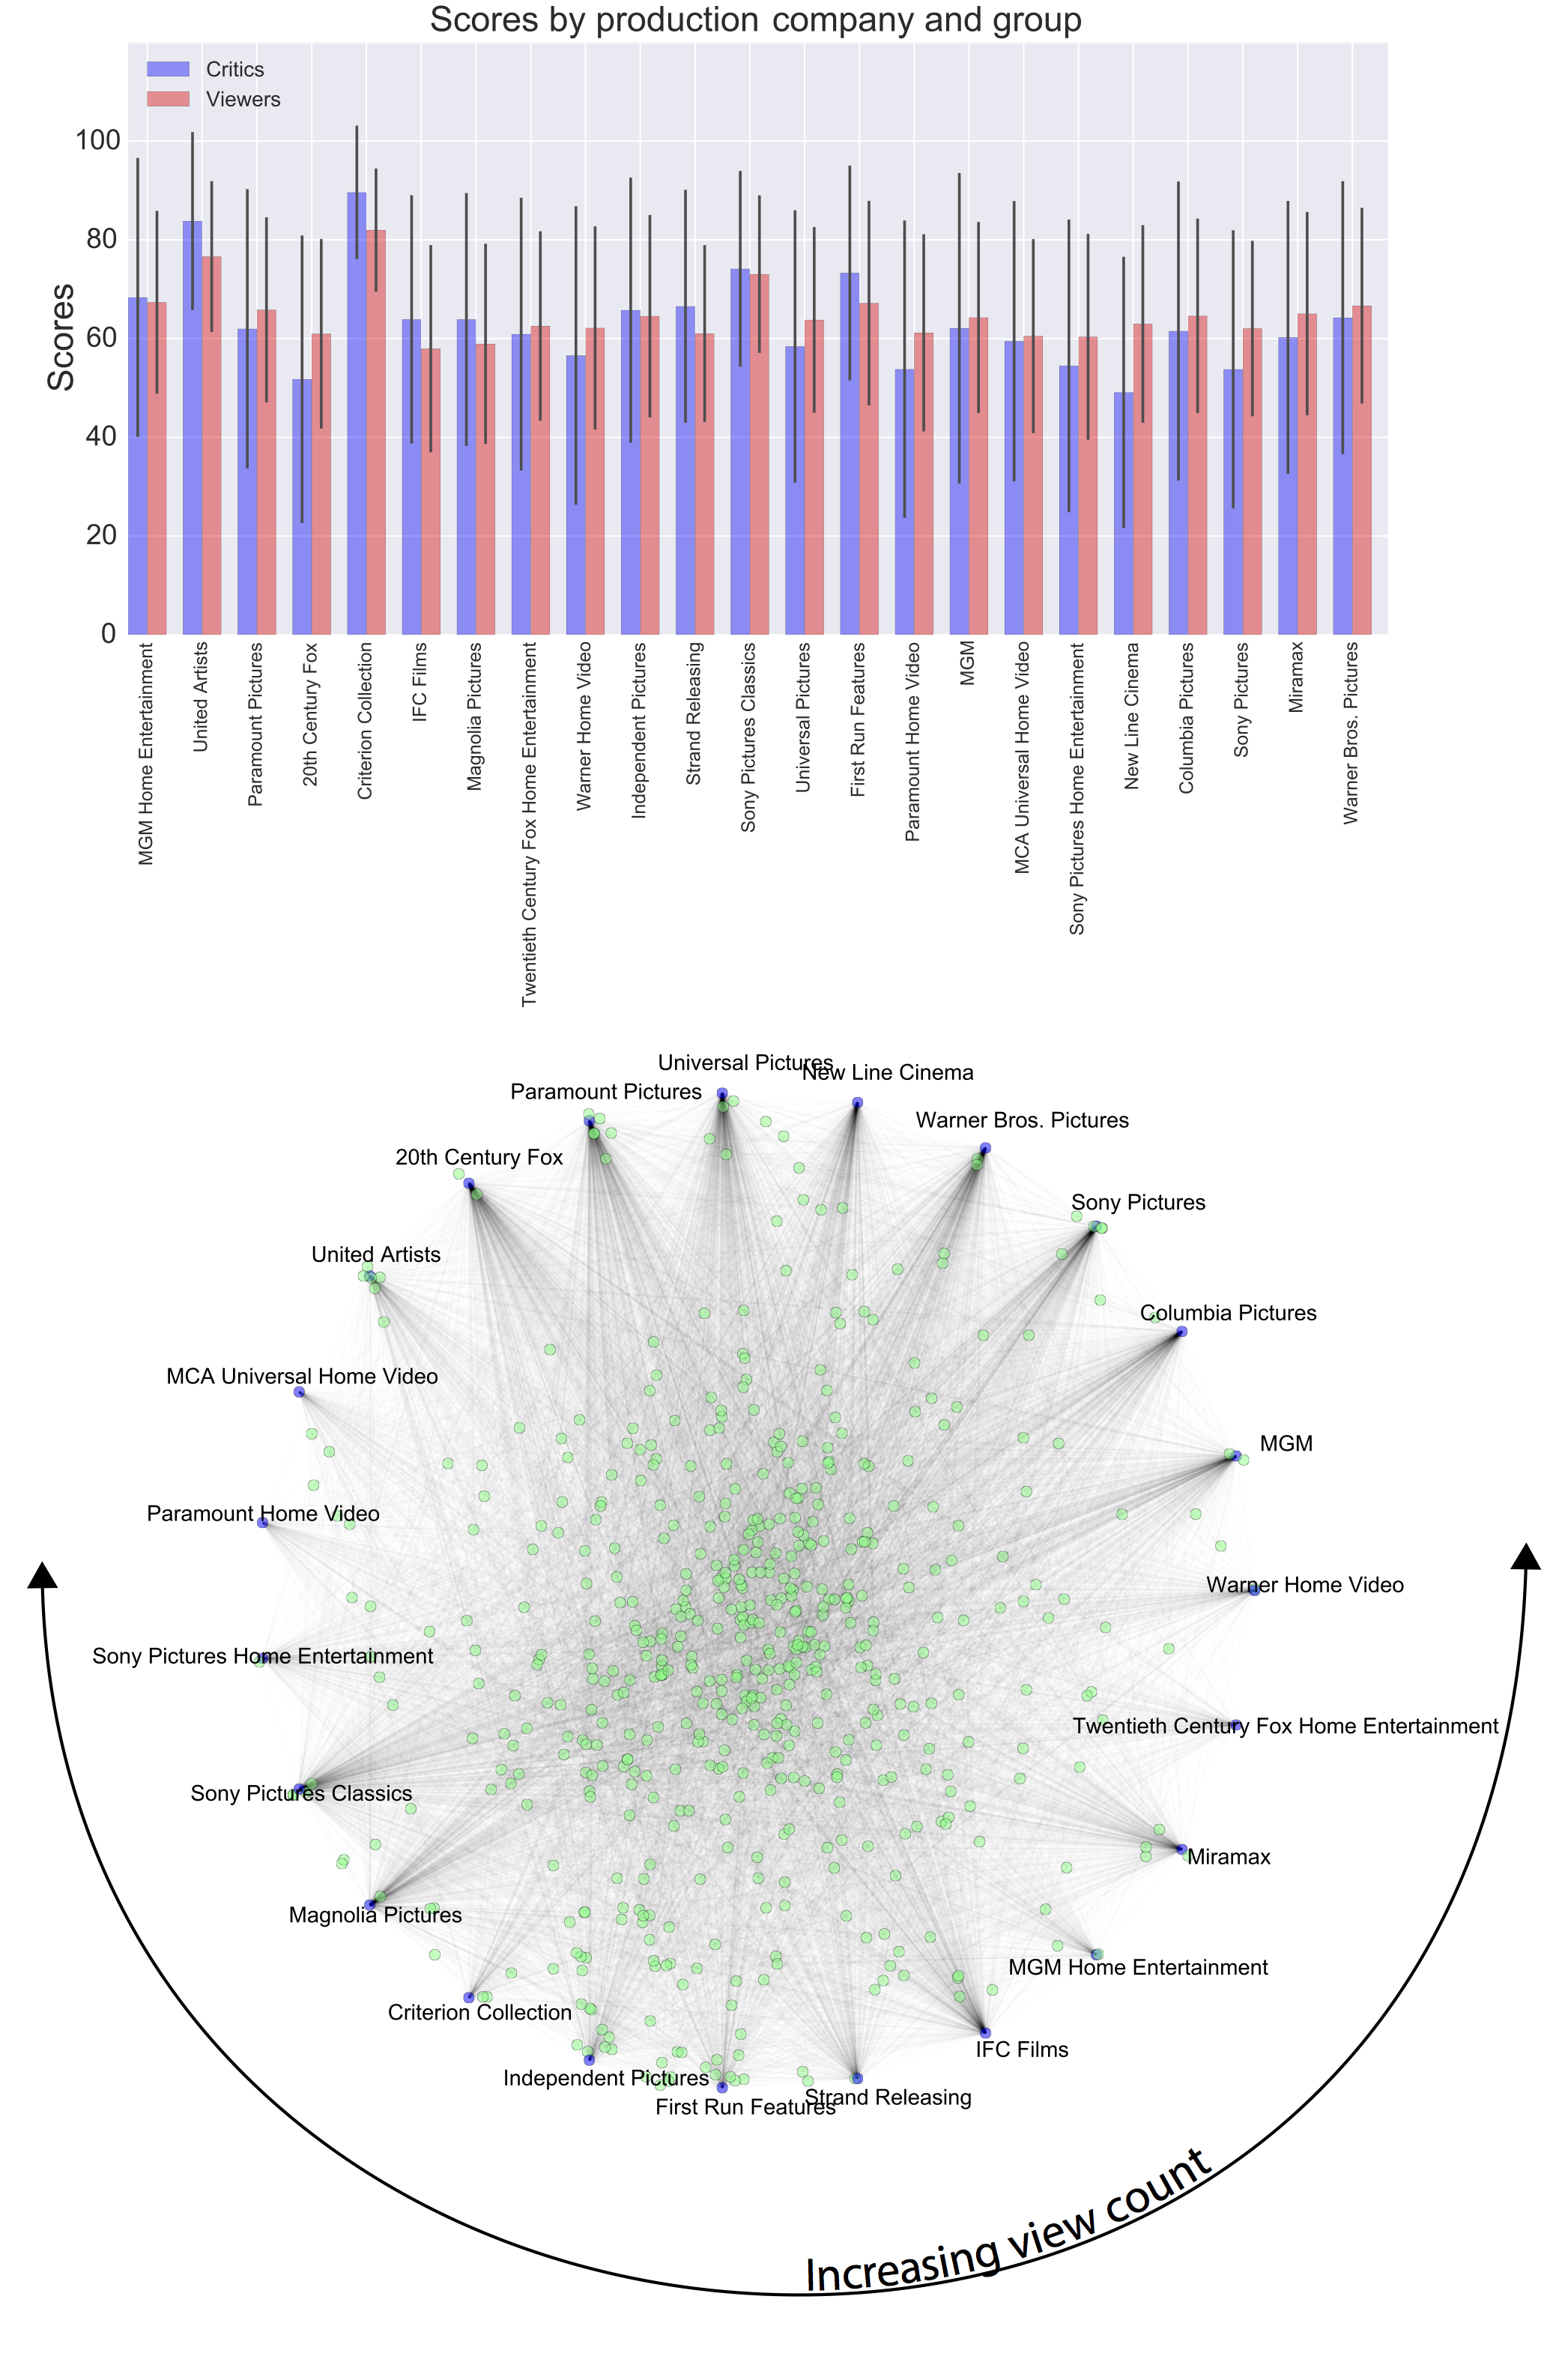 Scores by production company and group
Critics
Viewers
Scores
100
80
60
40
20
0
MGM Home Entertainment
United Artists
Paramount Pictures
20th Century Fox
Criterion Collection
IFC Films
Magnolia Pictures
Twentieth Century Fox Home Entertainment
Warner Home Video
Independent Pictures
Strand Releasing
Sony Pictures Classics
Universal Pictures
First Run Features
Paramount Home Video
MGM
MCA Universal Home Video
Sony Pictures Home Entertainment
New Line Cinema
Columbia Pictures
Sony Pictures
Miramax
Warner Bros. Pictures
Universal Pictures
New Line Cinema
Paramount Pictures
Warner Bros. Pictures
20th Century Fox
Sony Pictures
United Artists
Columbia Pictures
MCA Universal Home Video
MGM
Paramount Home Video
Warner Home Video
Sony Pictures Home Entertainment
Twentieth Century Fox Home Entertainment
Sony Pictures Classics
Miramax
Magnolia Pictures
MGM Home Entertainment
Criterion Collection
IFC Films
Independent Pictures
Strand Releasing
First Run Features
Increasing view count